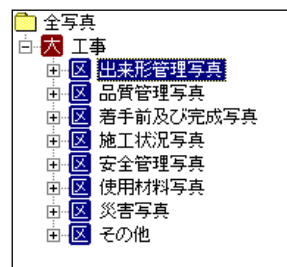 全写真
大 工事
区 出来形管理写真
区 品質管理写真
区 着手前及び完成写真
区 施工状況写真
区 安全管理写真
区 使用材料写真
区 災害写真
区 その他